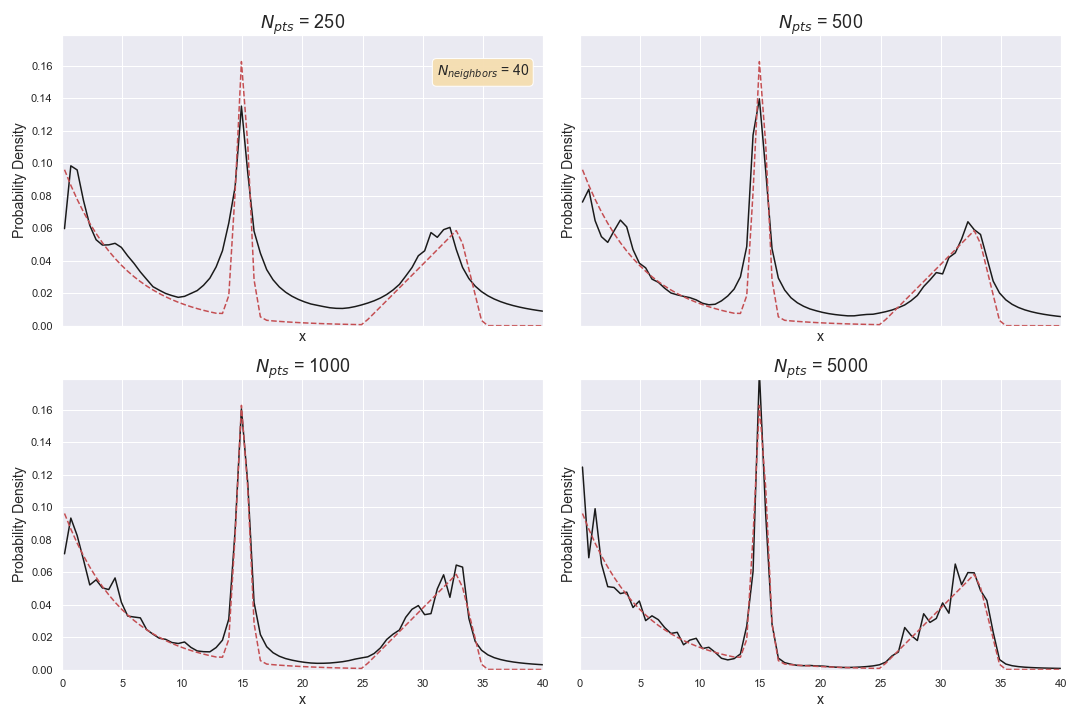 N_pts = 250
N_pts = 500
N_neighbors = 40
Probability Density
0.16
0.14
0.12
0.10
0.08
0.06
0.04
0.02
0.00
x
Probability Density
x
N_pts = 1000
N_pts = 5000
Probability Density
0.16
0.14
0.12
0.10
0.08
0.06
0.04
0.02
0.00
0 5 10 15 20 25 30 35 40
x
Probability Density
0 5 10 15 20 25 30 35 40
x